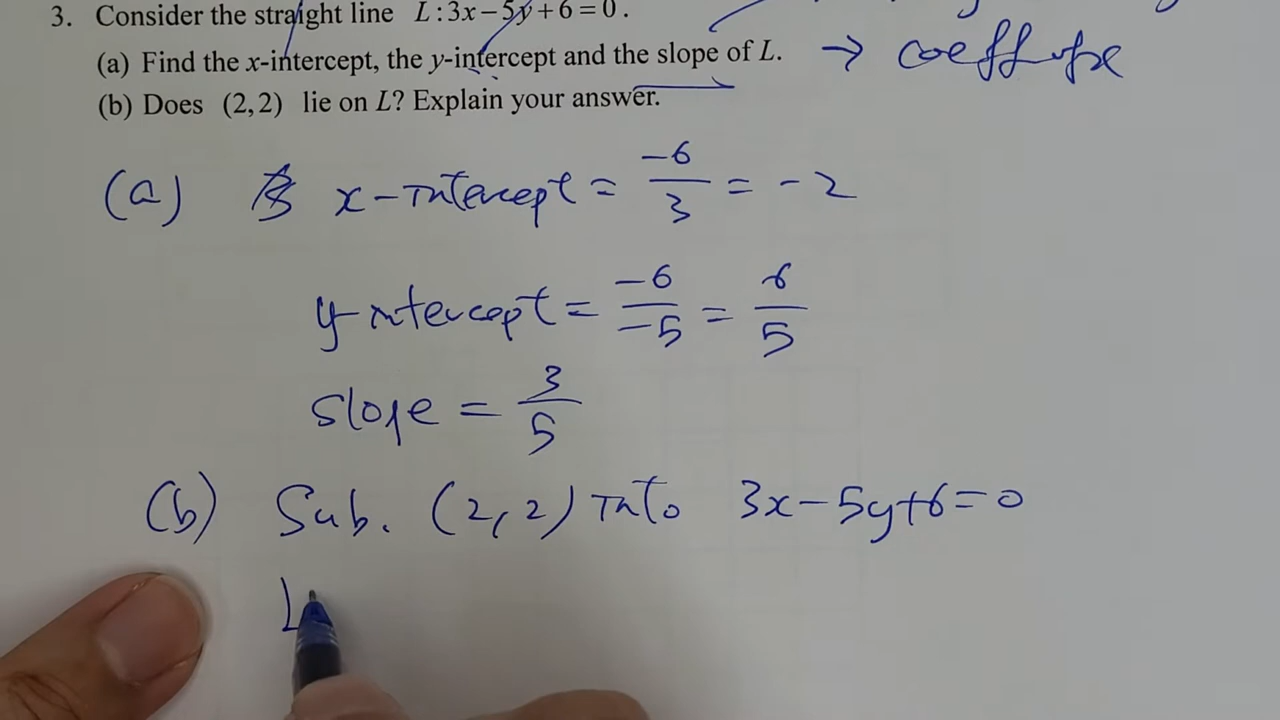 3. Consider the straight line L : 3x − 5y + 6 = 0 .
(a) Find the x-intercept, the y-intercept and the slope of L. → coeff of x
(b) Does (2, 2) lie on L? Explain your answer.
(a) x-intercept = -6/3 = -2
y-intercept = -6/-5 = 6/5
slope = 3/5
(b) Sub. (2, 2) into 3x-5y+6=0
L